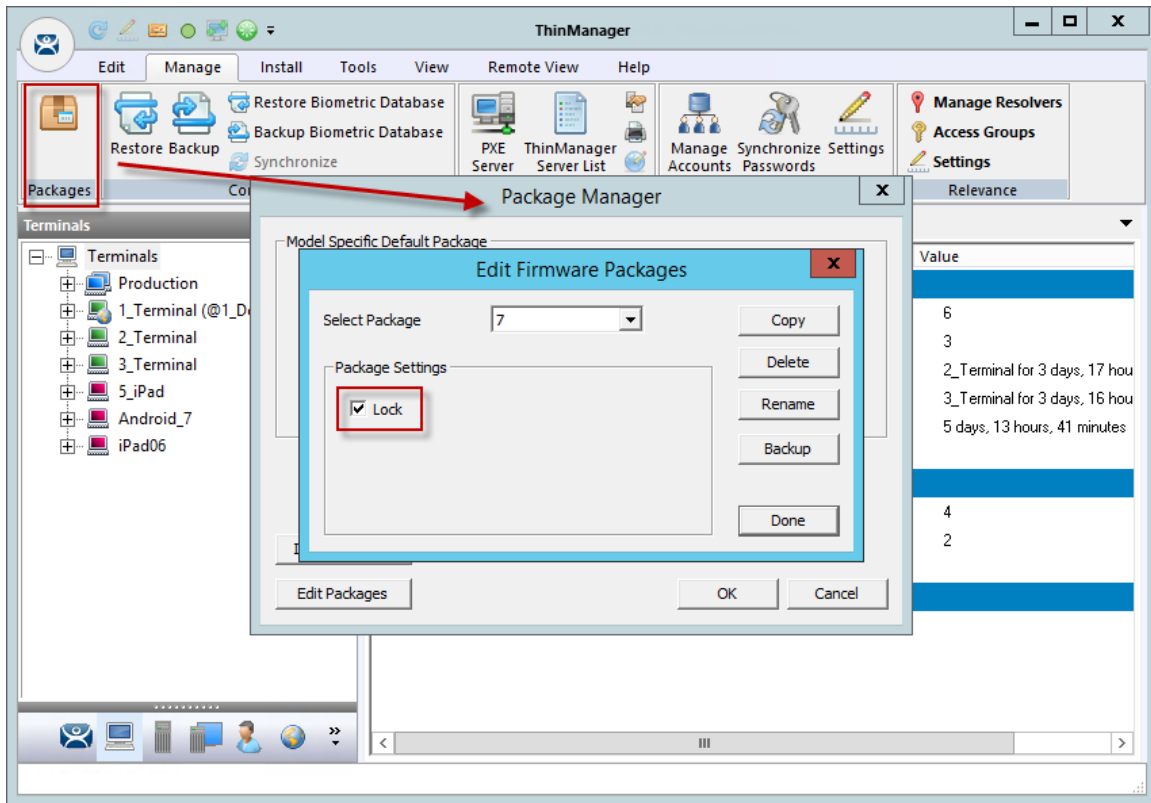 ThinManager
Edit Manage Install Tools View Remote View Help
Packages
Restore Backup
Restore Biometric Database
Backup Biometric Database
Synchronize
Co
PXE Server
ThinManager Server List
Manage Accounts
Synchronize Passwords
Settings
Manage Resolvers
Access Groups
Settings
Relevance
Terminals
Terminals
Production
1_Terminal (@1_D
2_Terminal
3_Terminal
5_iPad
Android_7
iPad06
Package Manager
x
Model Specific Default Package
Edit Firmware Packages
x
Select Package 7
Package Settings
Lock
Copy
Delete
Rename
Backup
Done
Edit Packages
OK
Cancel
Value
6
3
2_Terminal for 3 days, 17 hou
3_Terminal for 3 days, 16 hou
5 days, 13 hours, 41 minutes
4
2